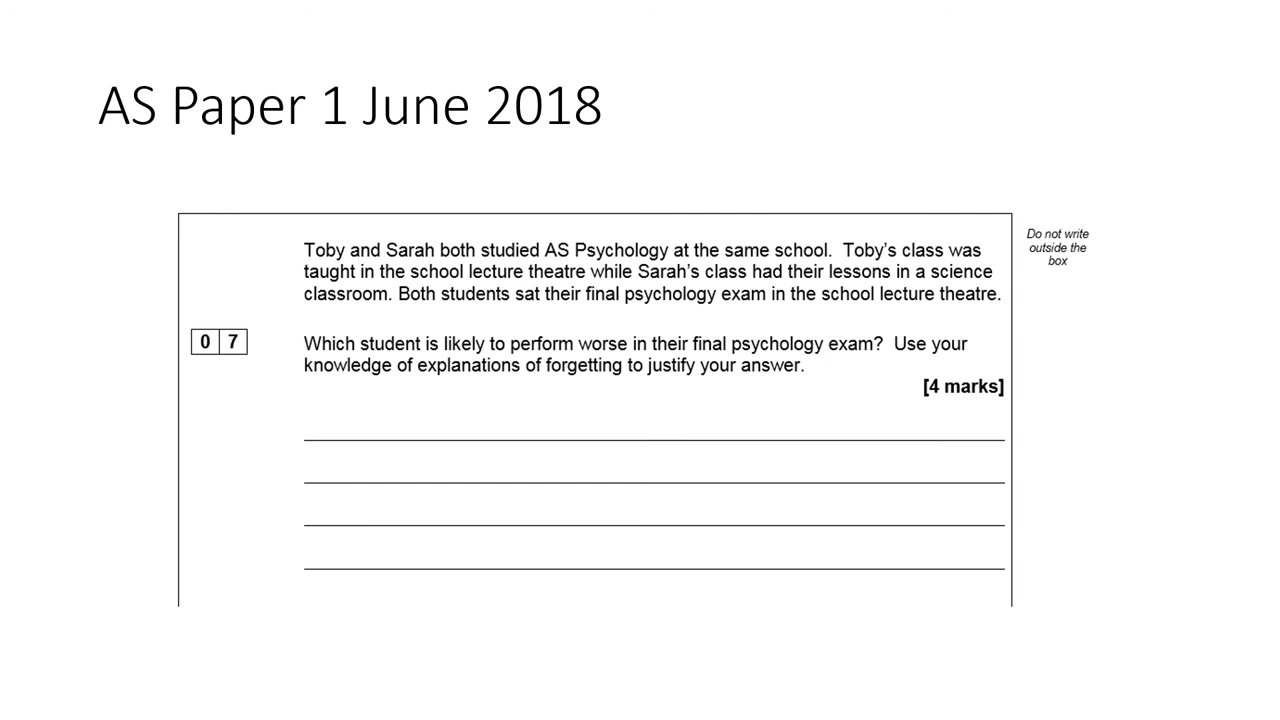 AS Paper 1 June 2018
Do not write
outside the
box
Toby and Sarah both studied AS Psychology at the same school.  Toby's class was
taught in the school lecture theatre while Sarah's class had their lessons in a science
classroom. Both students sat their final psychology exam in the school lecture theatre.
0 7
Which student is likely to perform worse in their final psychology exam?  Use your
knowledge of explanations of forgetting to justify your answer.
[4 marks]